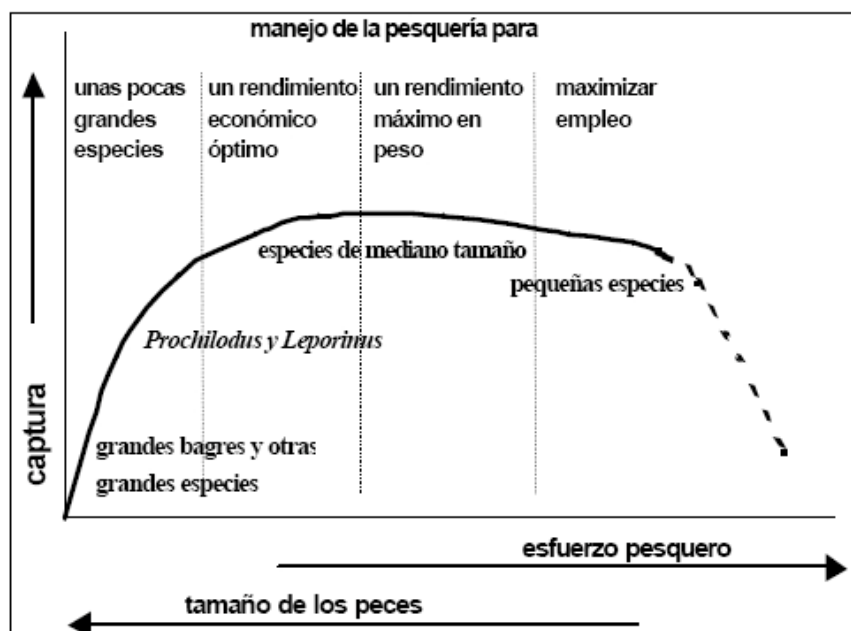 manejo de la pesquería para
unas pocas
grandes
especies
un rendimiento
económico
óptimo
un rendimiento
máximo en
peso
maximizar
empleo
especies de mediano tamaño
pequeñas especies
Prochilodus y Leporinus
grandes bagres y otras
grandes especies
captura
esfuerzo pesquero
tamaño de los peces